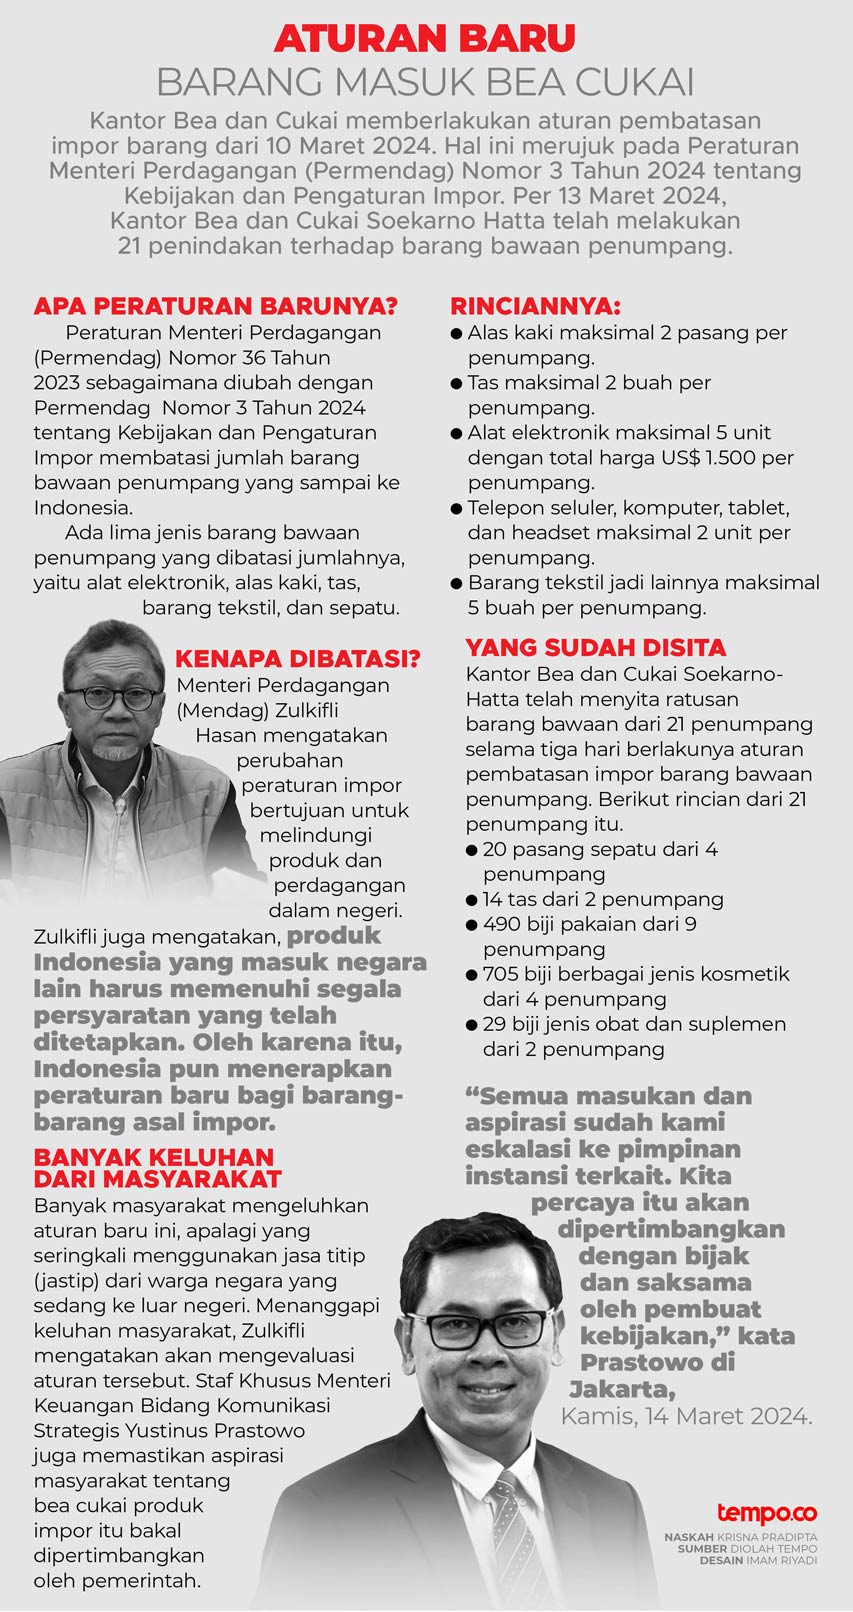 ATURAN BARU
BARANG MASUK BEA CUKAI
Kantor Bea dan Cukai memberlakukan aturan pembatasan
impor barang dari 10 Maret 2024. Hal ini merujuk pada Peraturan
Menteri Perdagangan (Permendag) Nomor 3 Tahun 2024 tentang
Kebijakan dan Pengaturan Impor. Per 13 Maret 2024,
Kantor Bea dan Cukai Soekarno Hatta telah melakukan
21 penindakan terhadap barang bawaan penumpang.
APA PERATURAN BARUNYA?
Peraturan Menteri Perdagangan
(Permendag) Nomor 36 Tahun
2023 sebagaimana diubah dengan
Permendag Nomor 3 Tahun 2024
tentang Kebijakan dan Pengaturan
Impor membatasi jumlah barang
bawaan penumpang yang sampai ke
Indonesia.
Ada lima jenis barang bawaan
penumpang yang dibatasi jumlahnya,
yaitu alat elektronik, alas kaki, tas,
barang tekstil, dan sepatu.
KENAPA DIBATASI?
Menteri Perdagangan
(Mendag) Zulkifli
Hasan mengatakan
perubahan
peraturan impor
bertujuan untuk
melindungi
produk dan
perdagangan
dalam negeri.
Zulkifli juga mengatakan, produk
Indonesia yang masuk negara
lain harus memenuhi segala
persyaratan yang telah
ditetapkan. Oleh karena itu,
Indonesia pun menerapkan
peraturan baru bagi barang-
barang asal impor.
BANYAK KELUHAN
DARI MASYARAKAT
Banyak masyarakat mengeluhkan
aturan baru ini, apalagi yang
seringkali menggunakan jasa titip
(jastip) dari warga negara yang
sedang ke luar negeri. Menanggapi
keluhan masyarakat, Zulkifli
mengatakan akan mengevaluasi
aturan tersebut. Staf Khusus Menteri
Keuangan Bidang Komunikasi
Strategis Yustinus Prastowo
juga memastikan aspirasi
masyarakat tentang
bea cukai produk
impor itu bakal
dipertimbangkan
oleh pemerintah.
RINCIANNYA:
● Alas kaki maksimal 2 pasang per
penumpang.
● Tas maksimal 2 buah per
penumpang.
● Alat elektronik maksimal 5 unit
dengan total harga US$ 1.500 per
penumpang.
● Telepon seluler, komputer, tablet,
dan headset maksimal 2 unit per
penumpang.
● Barang tekstil jadi lainnya maksimal
5 buah per penumpang.
YANG SUDAH DISITA
Kantor Bea dan Cukai Soekarno-
Hatta telah menyita ratusan
barang bawaan dari 21 penumpang
selama tiga hari berlakunya aturan
pembatasan impor barang bawaan
penumpang. Berikut rincian dari 21
penumpang itu.
● 20 pasang sepatu dari 4
penumpang
● 14 tas dari 2 penumpang
● 490 biji pakaian dari 9
penumpang
● 705 biji berbagai jenis kosmetik
dari 4 penumpang
● 29 biji jenis obat dan suplemen
dari 2 penumpang
“Semua masukan dan
aspirasi sudah kami
eskalasi ke pimpinan
instansi terkait. Kita
percaya itu akan
dipertimbangkan
dengan bijak
dan saksama
oleh pembuat
kebijakan,” kata
Prastowo di
Jakarta,
Kamis, 14 Maret 2024.
tempo.co
NASKAH KRISNA PRADIPTA
SUMBER DIOLAH TEMPO
DESAIN IMAM RIYADI